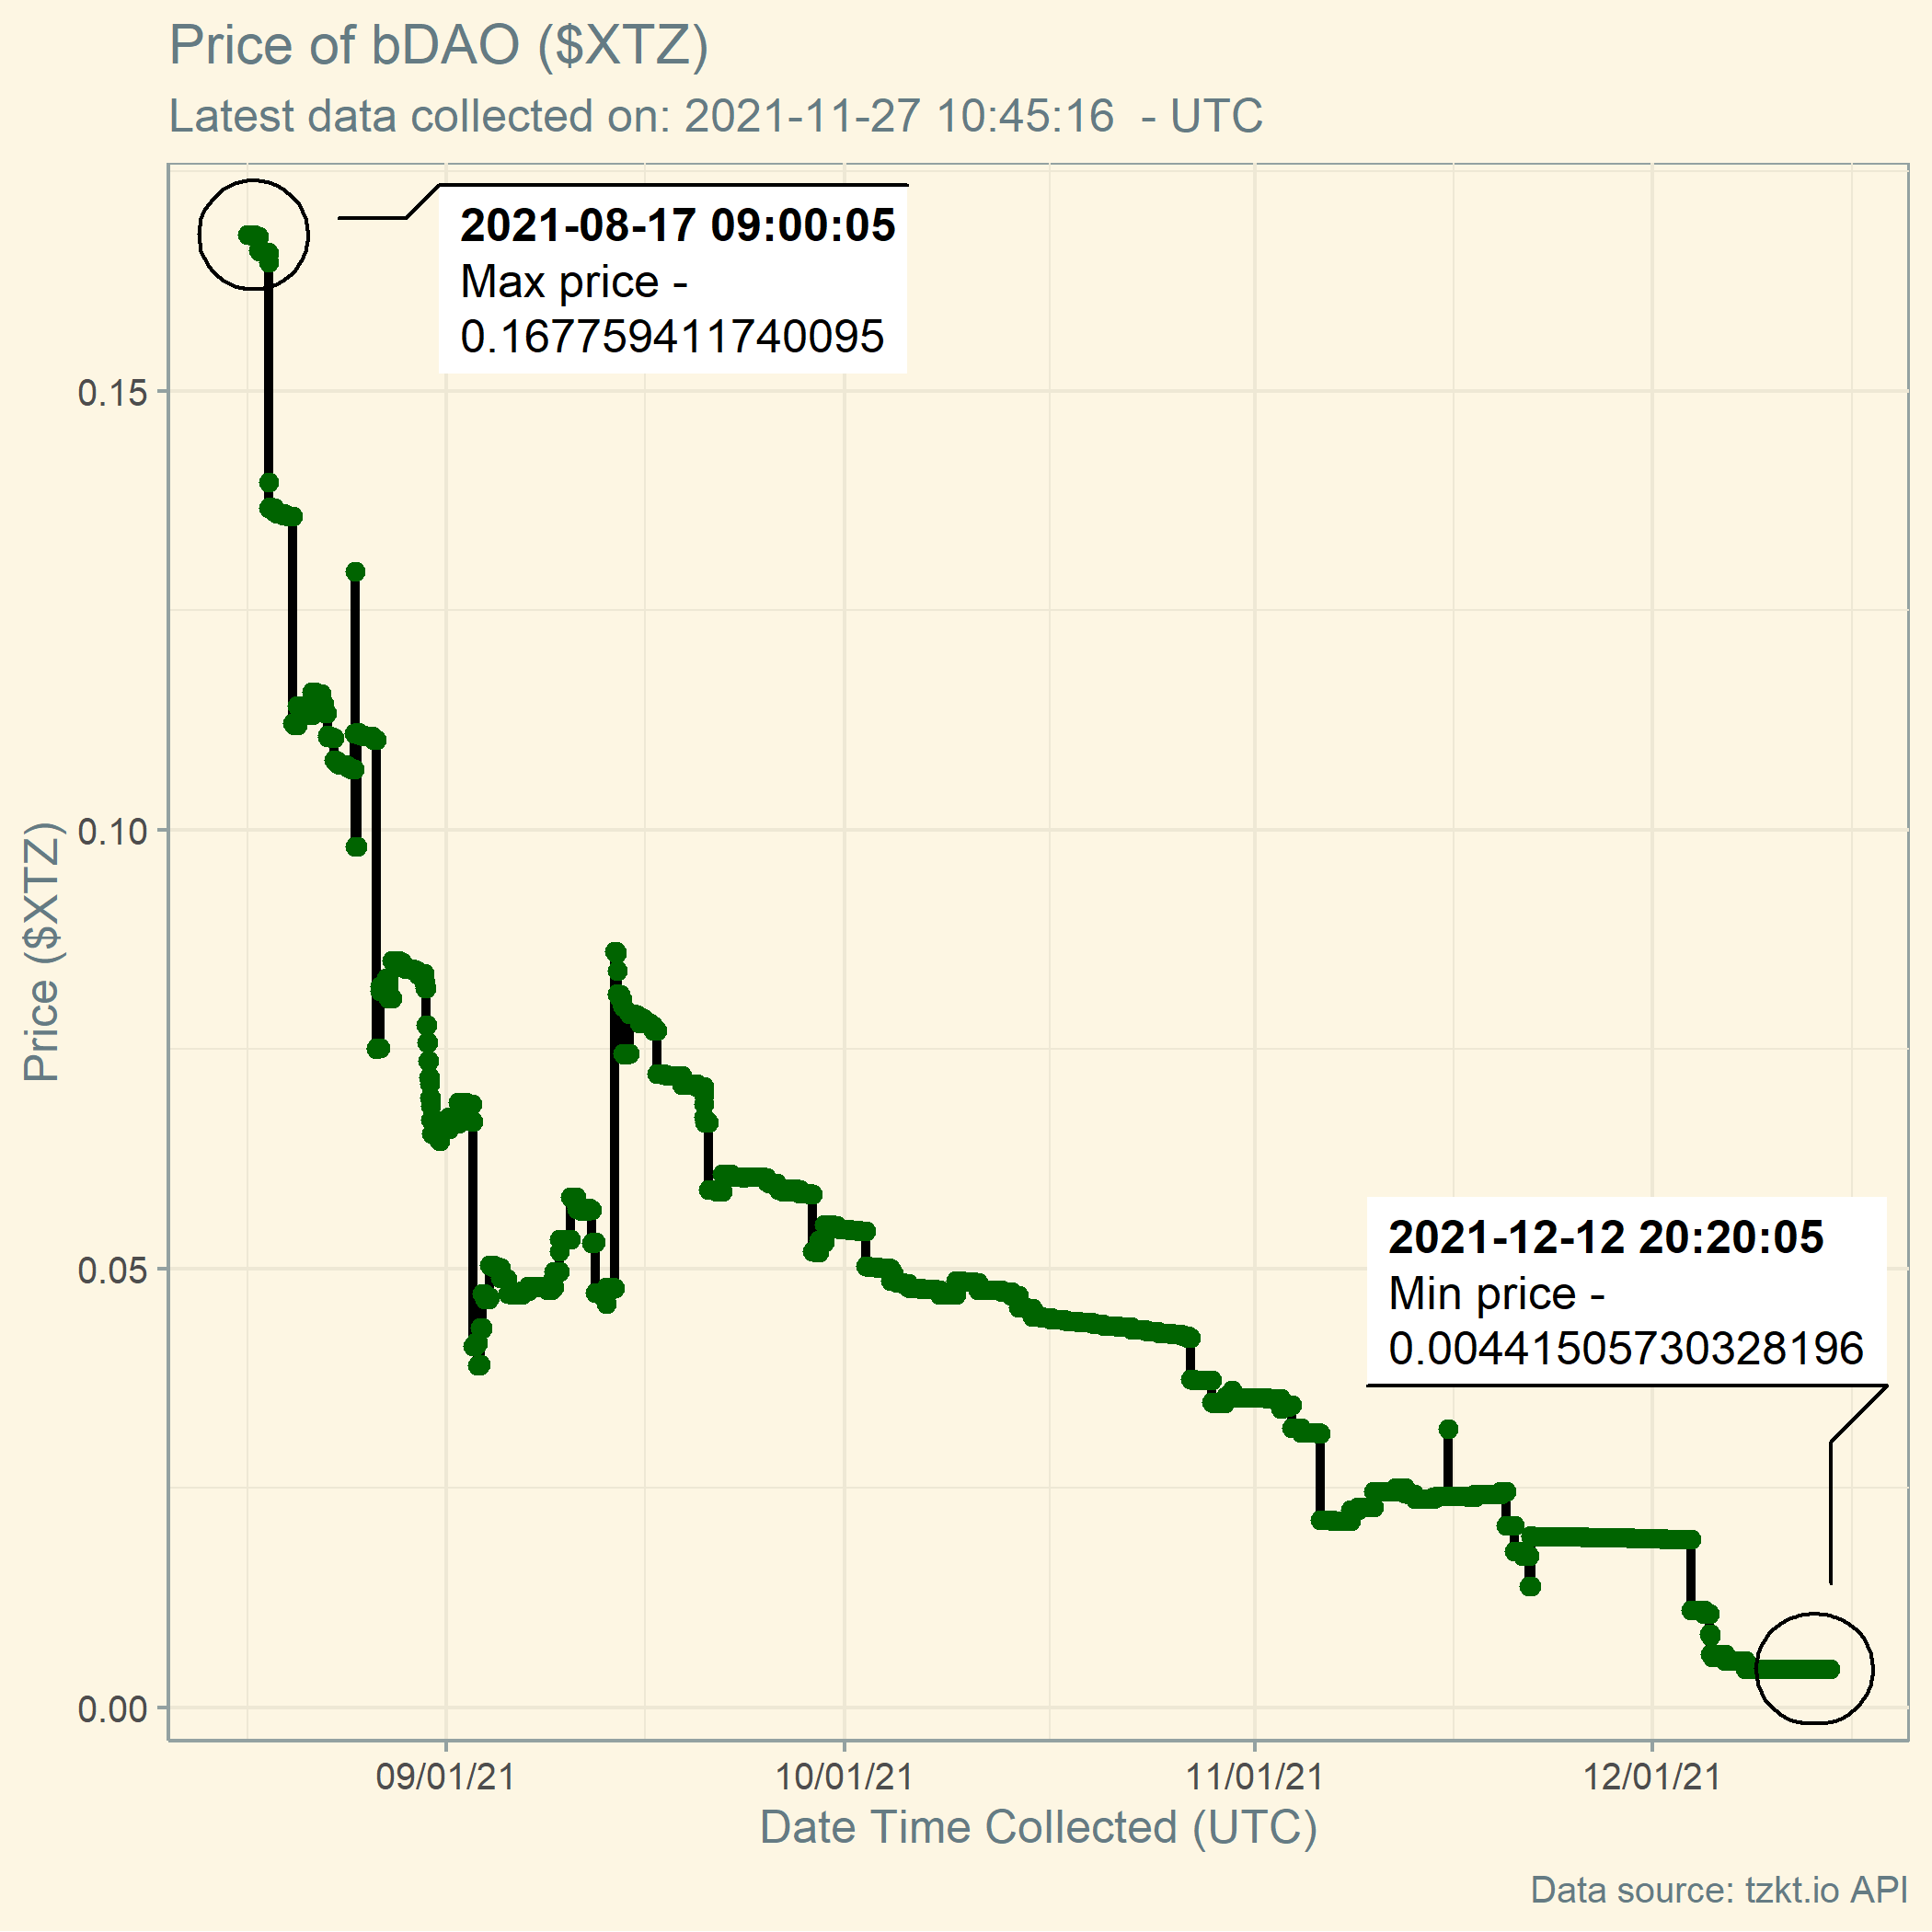 Price of bDAO ($XTZ)
Latest data collected on: 2021-11-27 10:45:16 - UTC
2021-08-17 09:00:05
Max price -
0.167759411740095
0.15
0.10
0.05
0.00
Price ($XTZ)
2021-12-12 20:20:05
Min price -
0.00441505730328196
09/01/21
10/01/21
11/01/21
12/01/21
Date Time Collected (UTC)
Data source: tzkt.io API